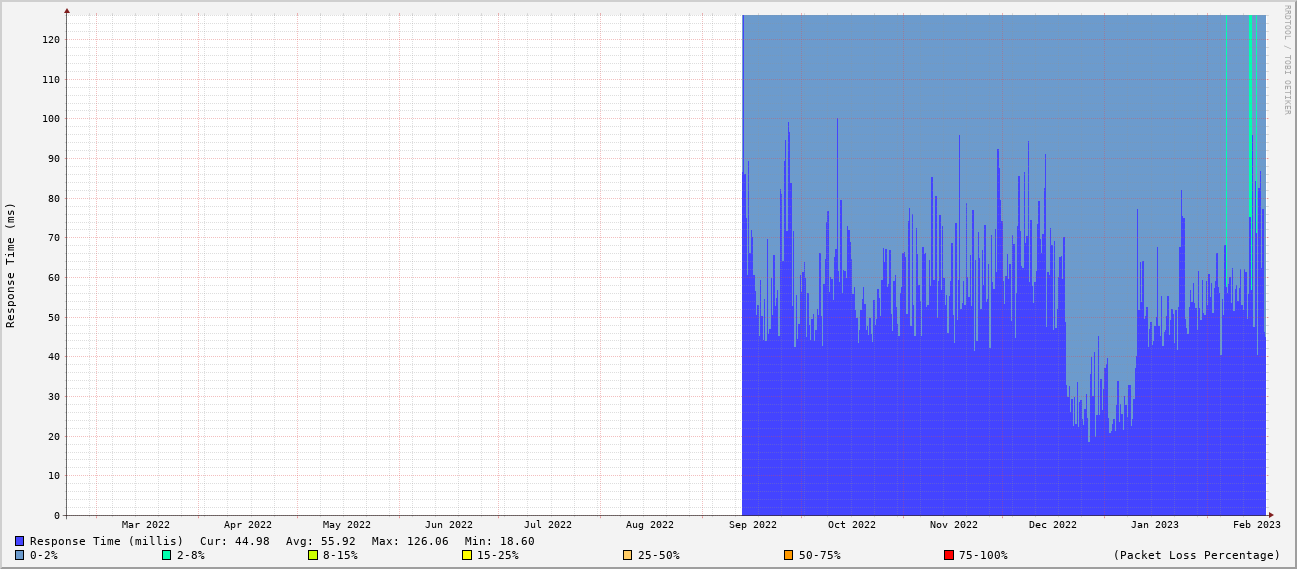 RRDTOOL / TOBI OETIKER
Response Time (ms)
120
110
100
90
80
70
60
50
40
30
20
10
0
Mar 2022 Apr 2022 May 2022 Jun 2022 Jul 2022 Aug 2022 Sep 2022 Oct 2022 Nov 2022 Dec 2022 Jan 2023 Feb 2023
Response Time (millis) Cur: 44.98 Avg: 55.92 Max: 126.06 Min: 18.60
0-2% 2-8% 8-15% 15-25% 25-50% 50-75% 75-100% (Packet Loss Percentage)